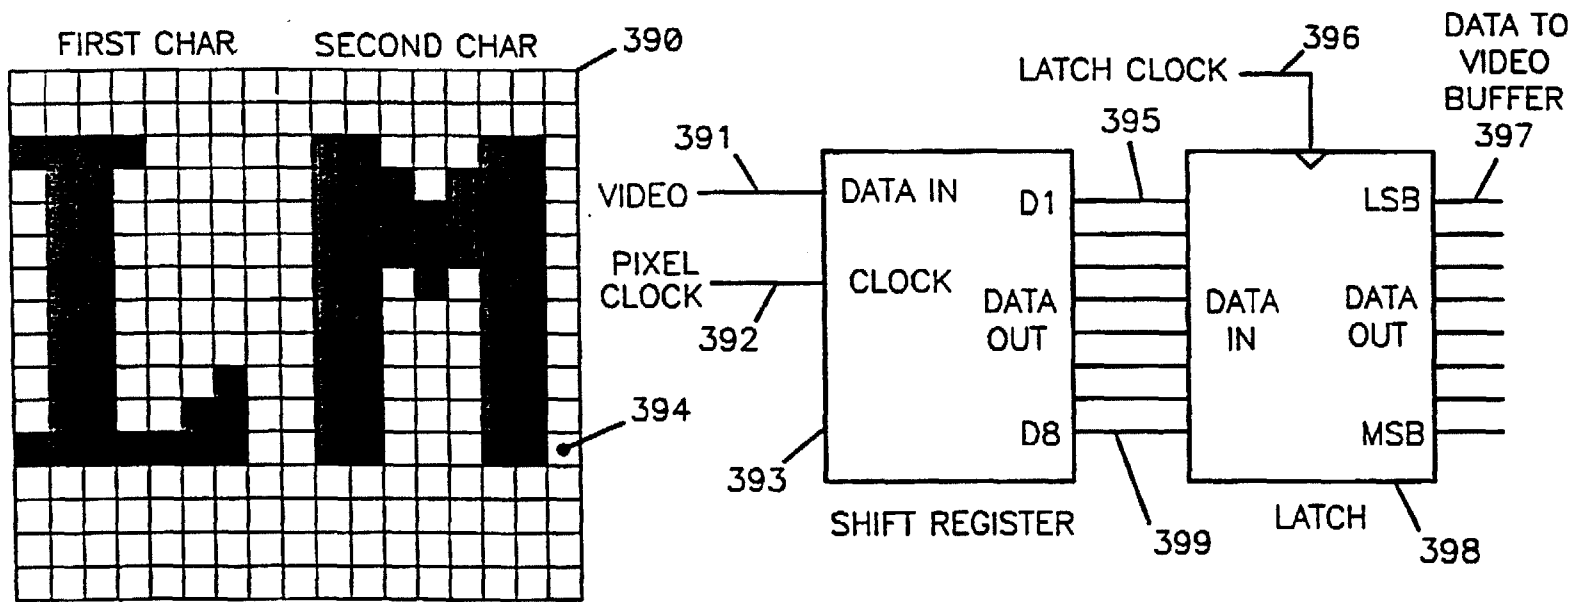 FIRST CHAR
SECOND CHAR
390
394
VIDEO
391
PIXEL
CLOCK
392
DATA IN
CLOCK
D1
DATA
OUT
D8
393
SHIFT REGISTER
395
399
LATCH CLOCK
396
DATA
IN
LSB
DATA
OUT
MSB
LATCH
398
DATA TO
VIDEO
BUFFER
397